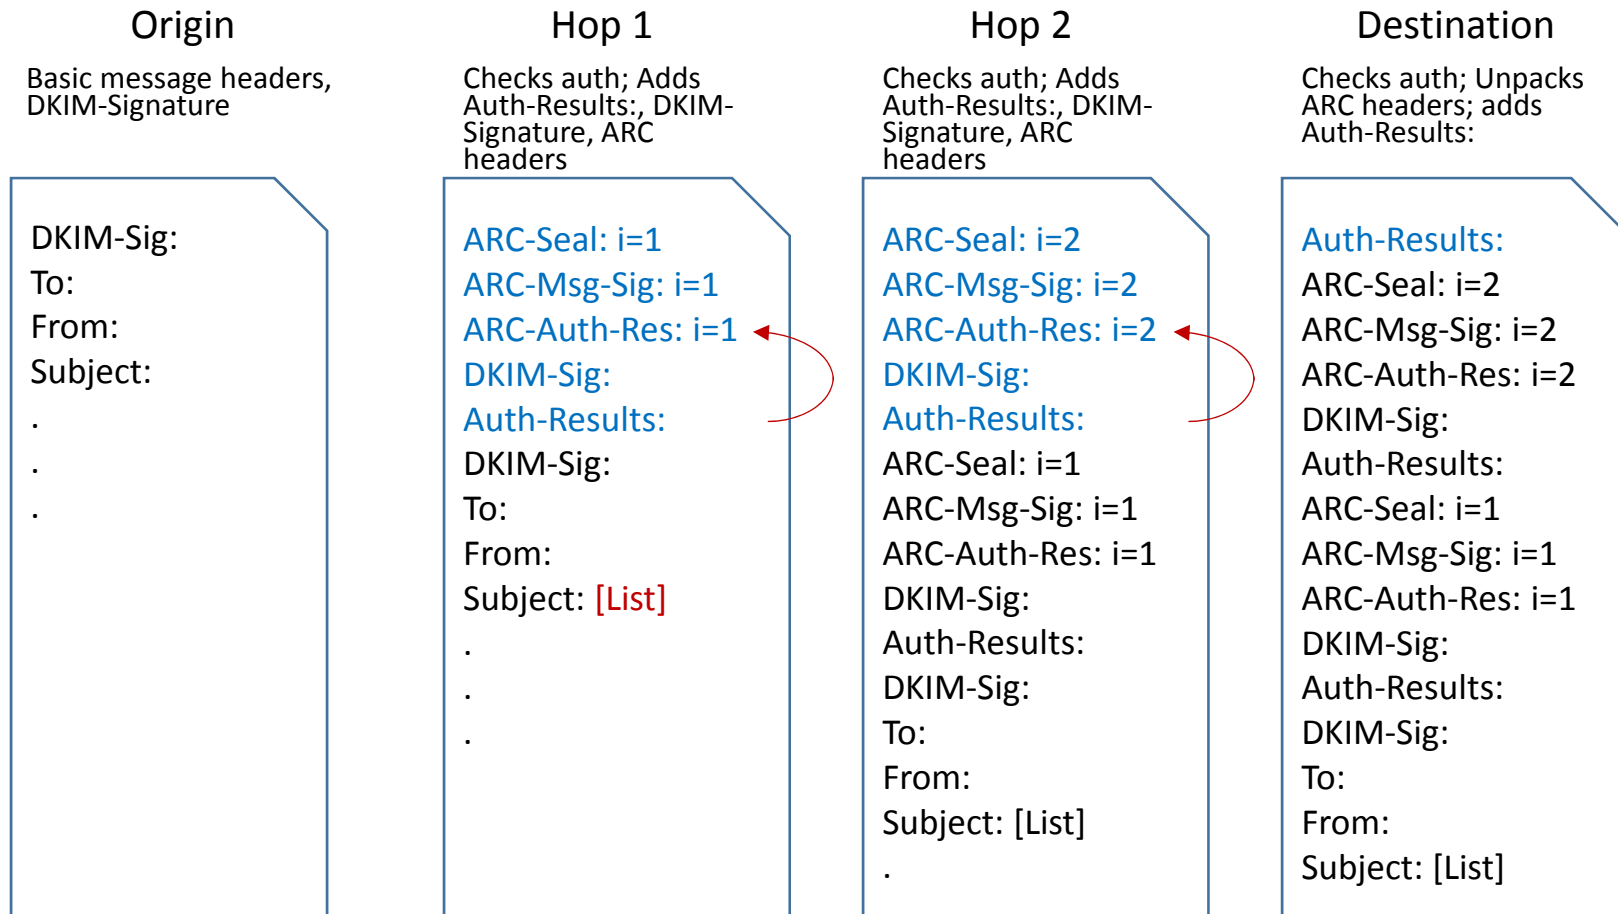 Origin
Basic message headers,
DKIM-Signature
DKIM-Sig:
To:
From:
Subject:
.
.
.
Hop 1
Checks auth; Adds
Auth-Results:, DKIM-
Signature, ARC
headers
ARC-Seal: i=1
ARC-Msg-Sig: i=1
ARC-Auth-Res: i=1
DKIM-Sig:
Auth-Results:
DKIM-Sig:
To:
From:
Subject: [List]
.
.
.
Hop 2
Checks auth; Adds
Auth-Results:, DKIM-
Signature, ARC
headers
ARC-Seal: i=2
ARC-Msg-Sig: i=2
ARC-Auth-Res: i=2
DKIM-Sig:
Auth-Results:
ARC-Seal: i=1
ARC-Msg-Sig: i=1
ARC-Auth-Res: i=1
DKIM-Sig:
Auth-Results:
DKIM-Sig:
To:
From:
Subject: [List]
.
Destination
Checks auth; Unpacks
ARC headers; adds
Auth-Results:
Auth-Results:
ARC-Seal: i=2
ARC-Msg-Sig: i=2
ARC-Auth-Res: i=2
DKIM-Sig:
Auth-Results:
ARC-Seal: i=1
ARC-Msg-Sig: i=1
ARC-Auth-Res: i=1
DKIM-Sig:
Auth-Results:
DKIM-Sig:
To:
From:
Subject: [List]